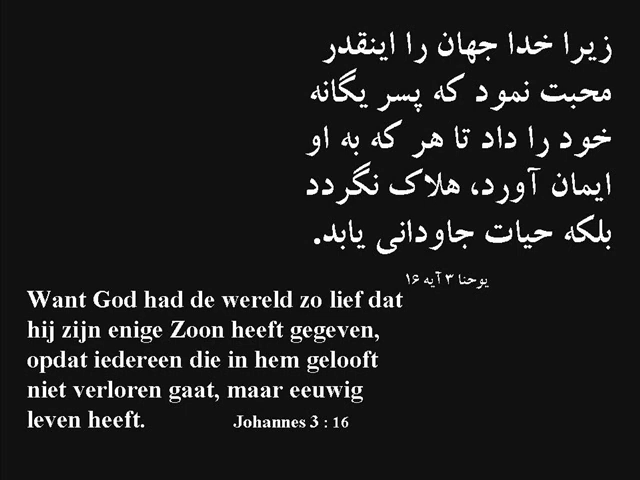 زیرا خدا جهان را اینقدر
محبت نمود که پسر یگانه
خود را داد تا هر که به او
ایمان آورد، هلاک نگردد
بلکه حیات جاودانی یابد.
یوحنا ۳ آیه ۱۶
Want God had de wereld zo lief dat
hij zijn enige Zoon heeft gegeven,
opdat iedereen die in hem gelooft
niet verloren gaat, maar eeuwig
leven heeft. Johannes 3 : 16